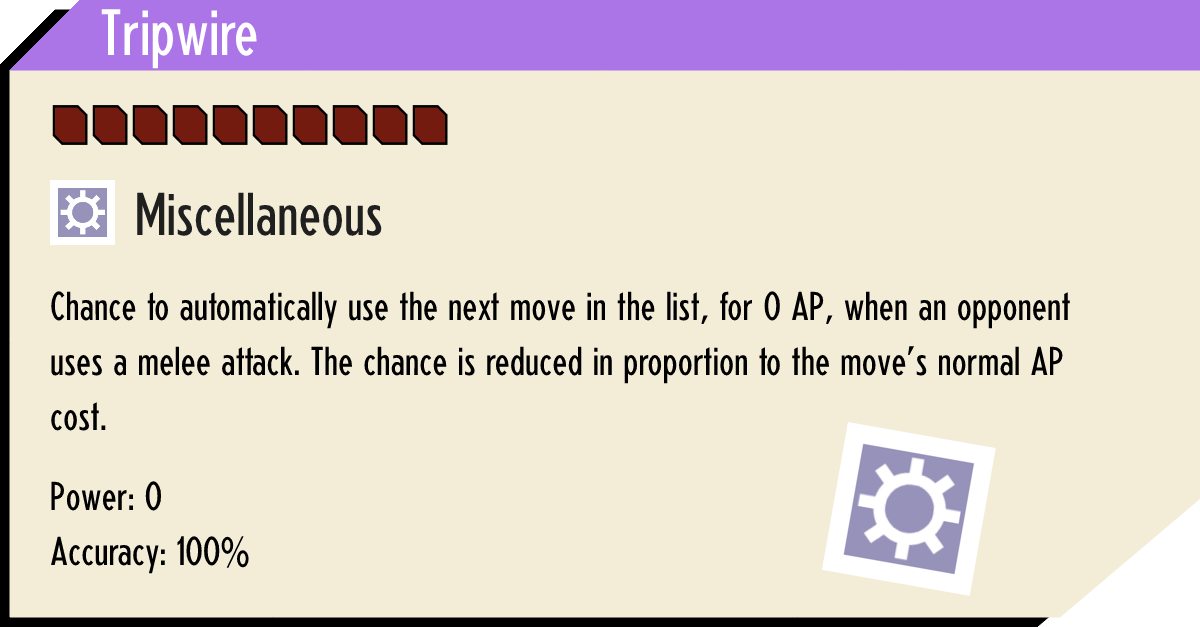 Tripwire
Miscellaneous
Chance to automatically use the next move in the list, for 0 AP, when an opponent
uses a melee attack. The chance is reduced in proportion to the move's normal AP
cost.
Power: 0
Accuracy: 100%